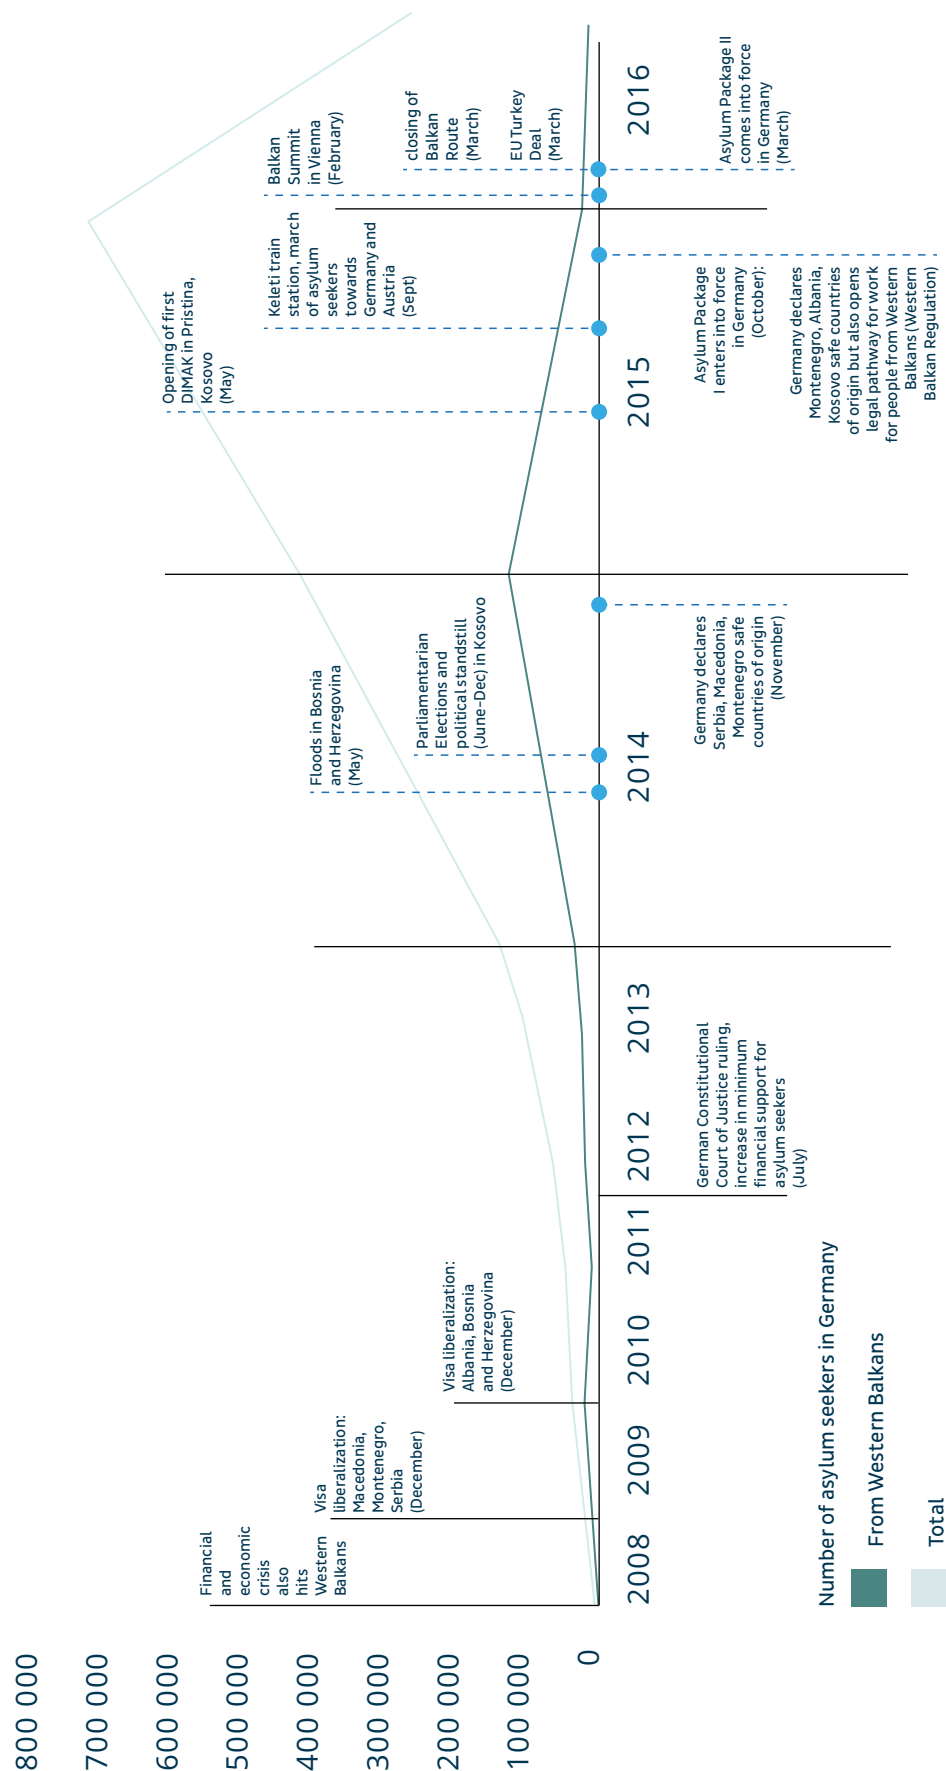 800 000
700 000
600 000
500 000
400 000
300 000
200 000
100 000
0
Financial
and
economic
crisis
also
hits
Western
Balkans
Visa
liberalization:
Macedonia,
Montenegro,
Serbia
(December)
Visa liberalization:
Albania, Bosnia
and Herzegovina
(December)
Floods in Bosnia
and Herzegovina
(May)
Parliamentarian
Elections and
political standstill
(June-Dec) in Kosovo
Opening of first
DIMAK in Pristina,
Kosovo
(May)
Keleti train
station, march
of asylum
seekers
towards
Germany and
Austria
(Sept)
Balkan
Summit
in Vienna
(February)
closing of
Balkan
Route
(March)
EU Turkey
Deal
(March)
2008
2009
2010
2011
2012
2013
2014
2015
2016
German Constitutional
Court of Justice ruling,
increase in minimum
financial support for
asylum seekers
(July)
Germany declares
Serbia, Macedonia,
Montenegro safe
countries of origin
(November)
Asylum Package
I enters into force
in Germany
(October):
Germany declares
Montenegro, Albania,
Kosovo safe countries
of origin but also opens
legal pathway for work
for people from Western
Balkans (Western
Balkan Regulation)
Asylum Package II
comes into force
in Germany
(March)
Number of asylum seekers in Germany
From Western Balkans
Total